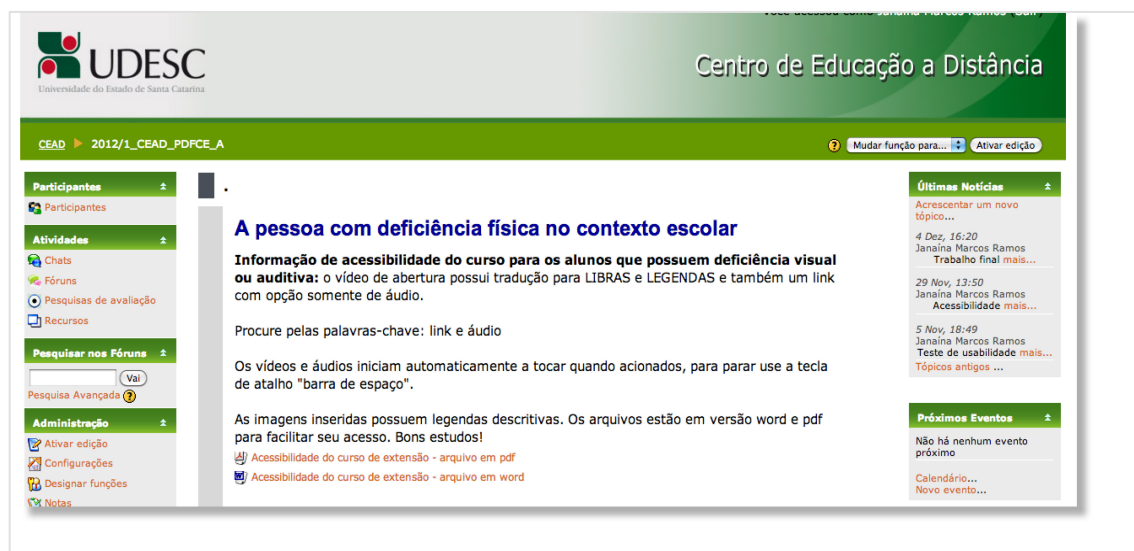 Você acessou como Janaína Marcos Ramos (Sair)
UDESC
Universidade do Estado de Santa Catarina
Centro de Educação a Distância
CEAD ► 2012/1_CEAD_PDFCE_A
Mudar função para...
Ativar edição
Participantes
Participantes
Atividades
Chats
Fóruns
Pesquisas de avaliação
Recursos
Pesquisar nos Fóruns
Vai
Pesquisa Avançada
Administração
Ativar edição
Configurações
Designar funções
Notas
.
A pessoa com deficiência física no contexto escolar
Informação de acessibilidade do curso para os alunos que possuem deficiência visual
ou auditiva: o vídeo de abertura possui tradução para LIBRAS e LEGENDAS e também um link
com opção somente de áudio.
Procure pelas palavras-chave: link e áudio
Os vídeos e áudios iniciam automaticamente a tocar quando acionados, para parar use a tecla
de atalho "barra de espaço".
As imagens inseridas possuem legendas descritivas. Os arquivos estão em versão word e pdf
para facilitar seu acesso. Bons estudos!
Acessibilidade do curso de extensão - arquivo em pdf
Acessibilidade do curso de extensão - arquivo em word
Últimas Notícias
Acrescentar um novo
tópico...
4 Dez, 16:20
Janaína Marcos Ramos
Trabalho final mais...
29 Nov, 13:50
Janaína Marcos Ramos
Acessibilidade mais...
5 Nov, 18:49
Janaína Marcos Ramos
Teste de usabilidade mais...
Tópicos antigos ...
Próximos Eventos
Não há nenhum evento
próximo
Calendário...
Novo evento...